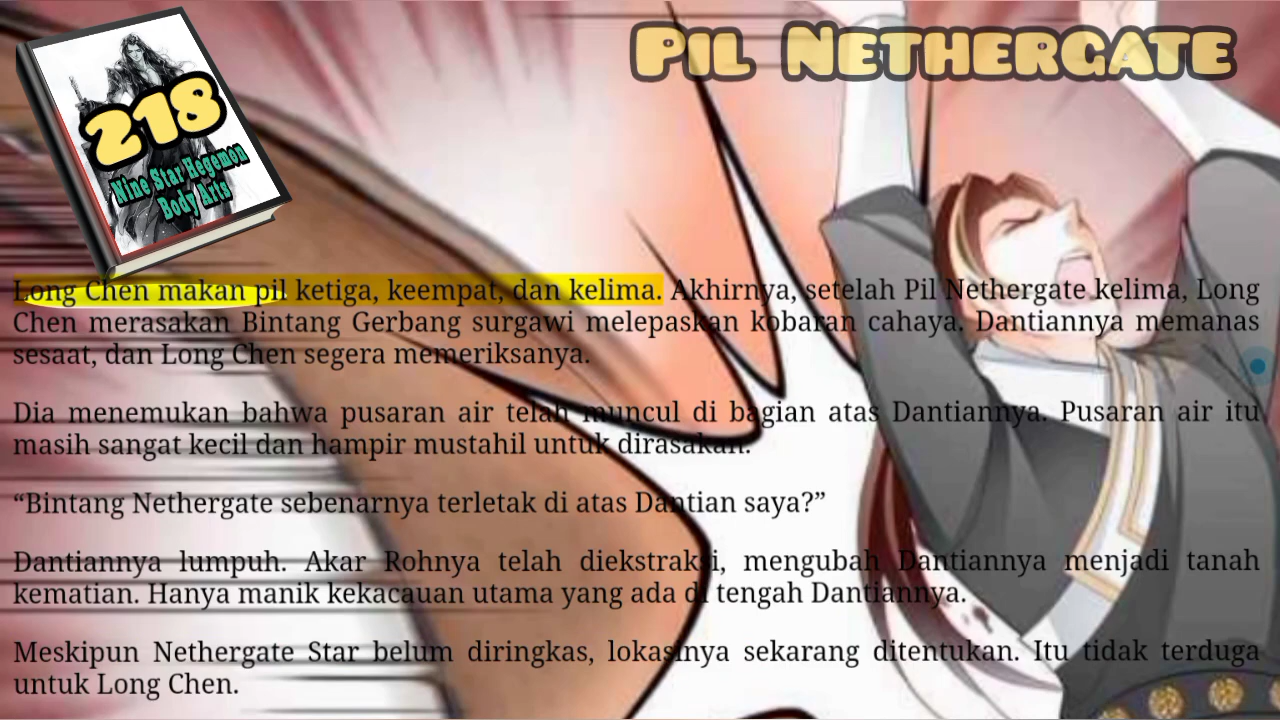 Pil Nethergate
218
Nine Star Hegemon
Body Arts
Long Chen makan pil ketiga, keempat, dan kelima. Akhirnya, setelah Pil Nethergate kelima, Long
Chen merasakan Bintang Gerbang surgawi melepaskan kobaran cahaya. Dantiannya memanas
sesaat, dan Long Chen segera memeriksanya.
Dia menemukan bahwa pusaran air telah muncul di bagian atas Dantiannya. Pusaran air itu
masih sangat kecil dan hampir mustahil untuk dirasakan.
“Bintang Nethergate sebenarnya terletak di atas Dantian saya?”
Dantiannya lumpuh. Akar Rohnya telah diekstraksi, mengubah Dantiannya menjadi tanah
kematian. Hanya manik kekacauan utama yang ada di tengah Dantiannya.
Meskipun Nethergate Star belum diringkas, lokasinya sekarang ditentukan. Itu tidak terduga
untuk Long Chen.